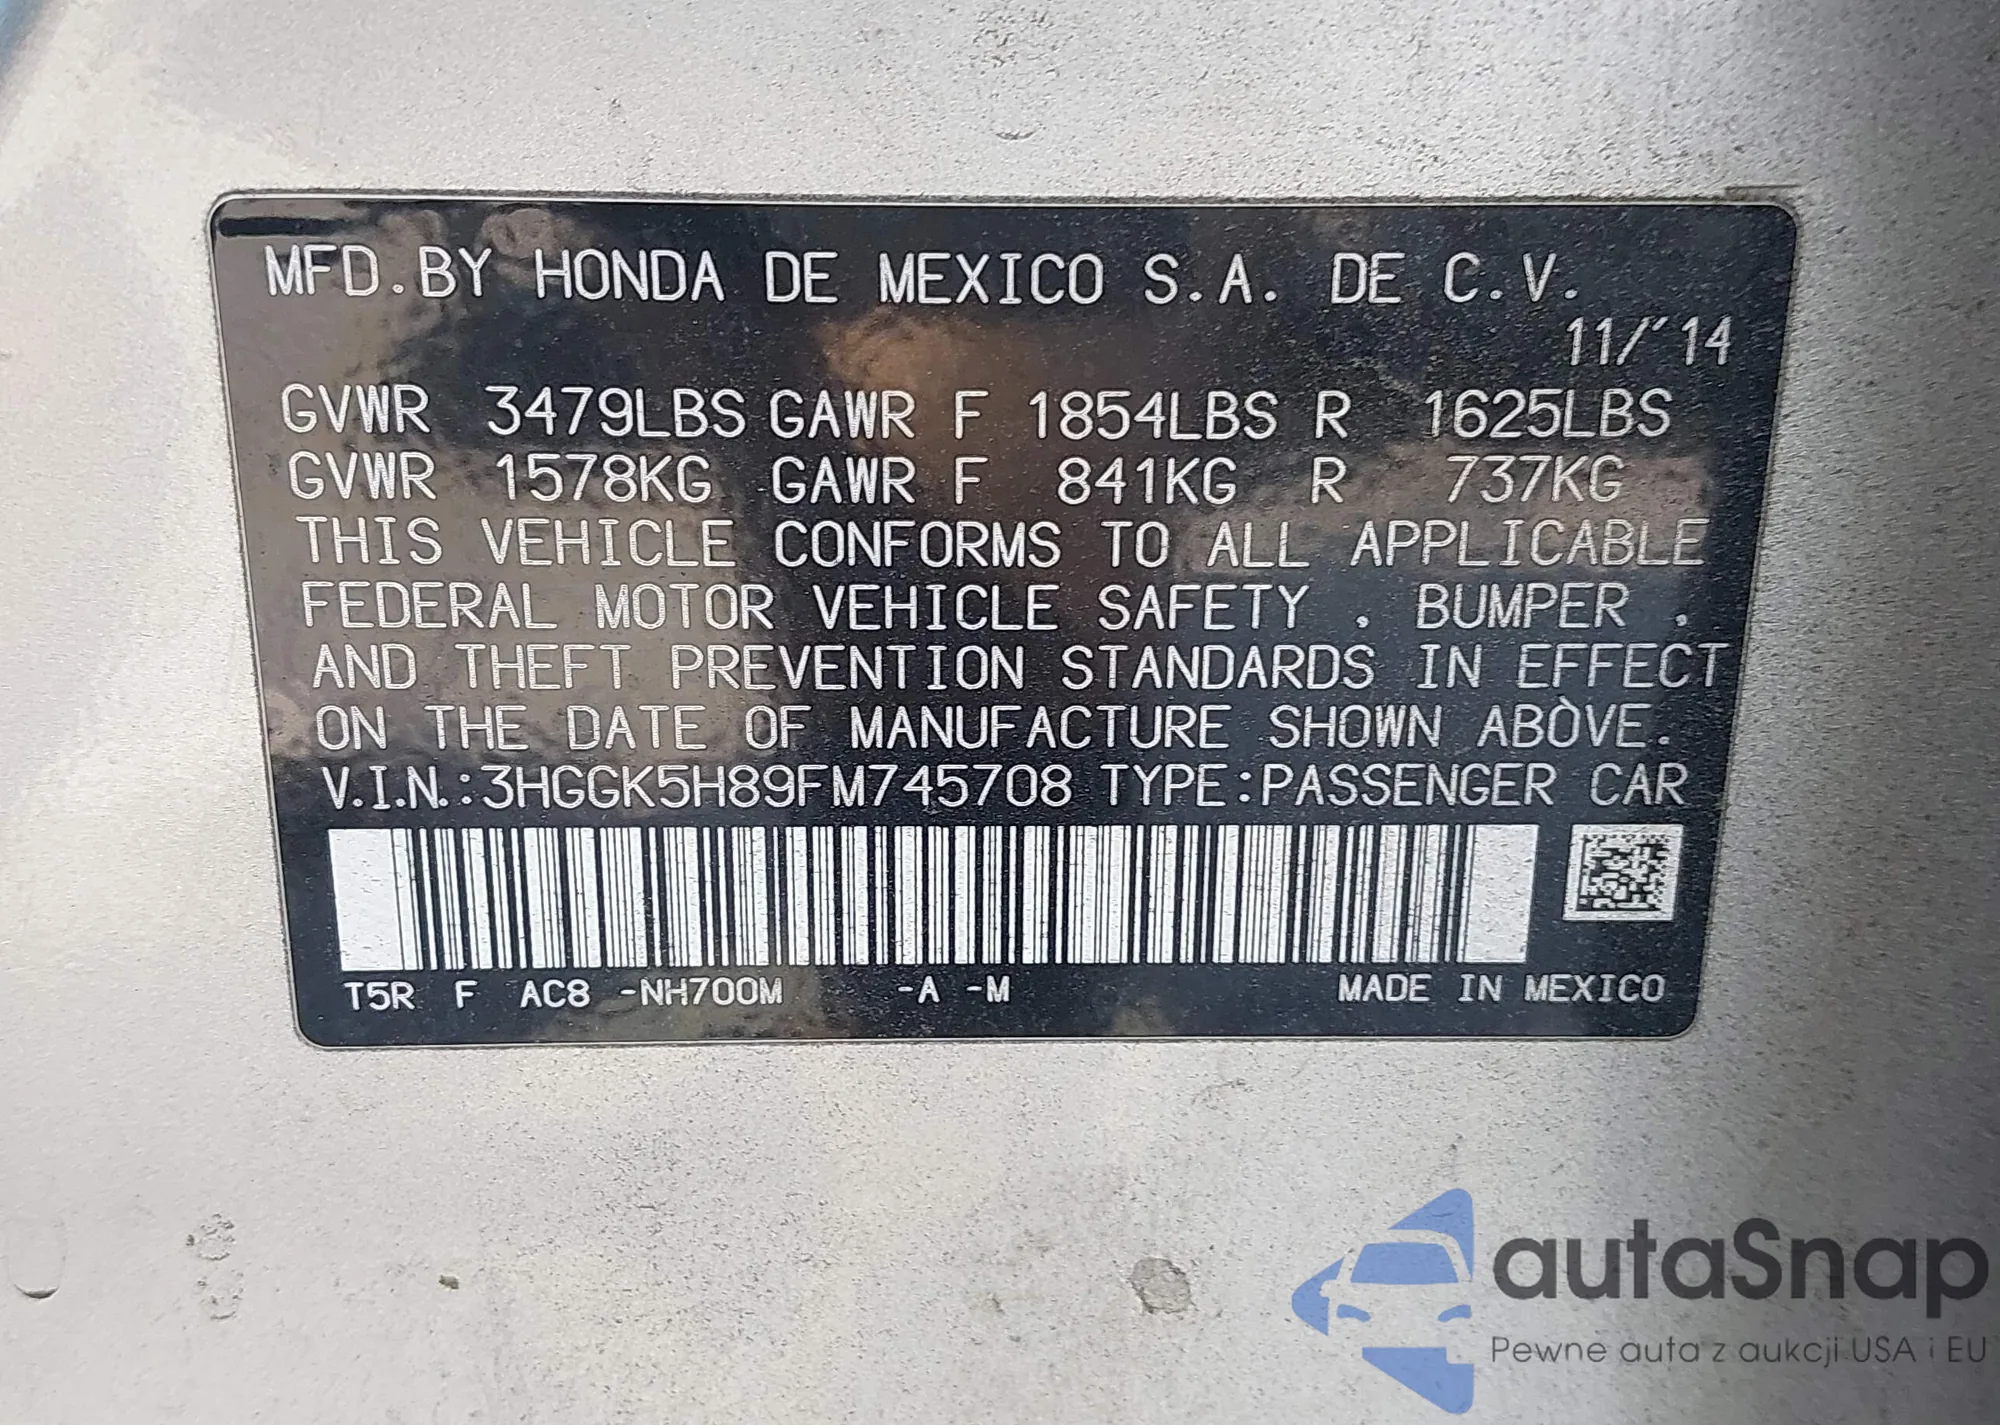 MFD.BY HONDA DE MEXICO S.A. DE C.V.
11/'14
GVWR 3479LBS GAWR F 1854LBS R 1625LBS
GVWR 1578KG GAWR F 841KG R 737KG
THIS VEHICLE CONFORMS TO ALL APPLICABLE
FEDERAL MOTOR VEHICLE SAFETY . BUMPER .
AND THEFT PREVENTION STANDARDS IN EFFECT
ON THE DATE OF MANUFACTURE SHOWN ABOVE.
V.I.N.:3HGGK5H89FM745708 TYPE:PASSENGER CAR
T5R F AC8 -NH700M -A -M MADE IN MEXICO
autaSnap
Pewne auta z aukcji USA i EU